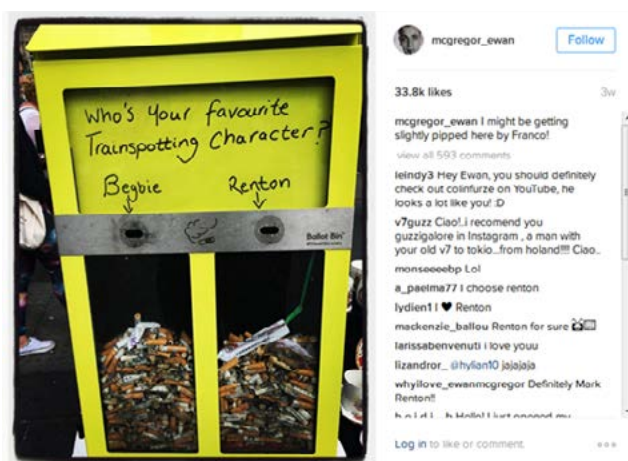 Who's Your favourite
Trainspotting Character?
Begbie
Renton
Ballot Bin
mcgregor_ewan
Follow
33.8k likes
3w
mcgregor_ewan I might be getting
slightly pipped here by Franco!
view all 593 comments
leindy3 Hey Ewan, you should definitely
check out colinfurze on YouTube, he
looks a lot like you! :D
v7guzz Ciao!..i recomend you
guzzigalore in Instagram , a man with
your old v7 to tokio...from holand!!!! Ciao..
monseeeebp Lol
a_paelma77 I choose renton
lydien1 I ♥ Renton
mackenzie_ballou Renton for sure
larissabenvenuti i love youu
lizandror_ @hylian10 jajajaja
whyilove_ewanmcgregor Definitely Mark
Renton!!
Log in to like or comment.